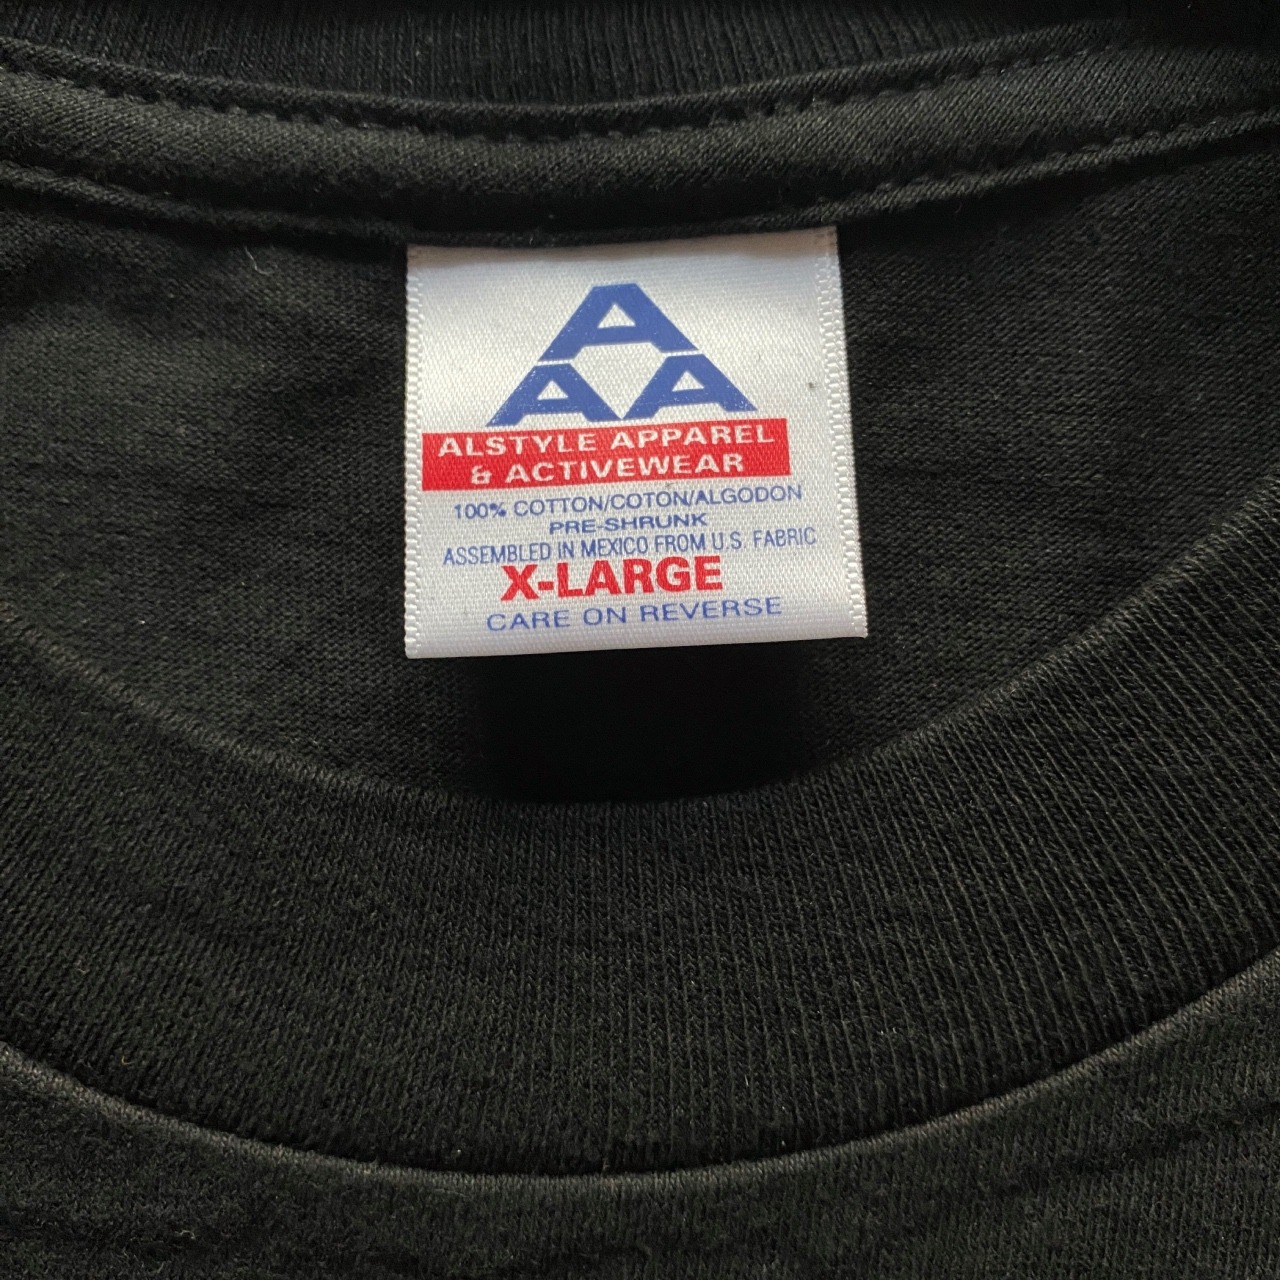 A
AA
ALSTYLE APPAREL
& ACTIVEWEAR
100% COTTON/COTON/ALGODON
PRE-SHRUNK
ASSEMBLED IN MEXICO FROM U.S. FABRIC
X-LARGE
CARE ON REVERSE